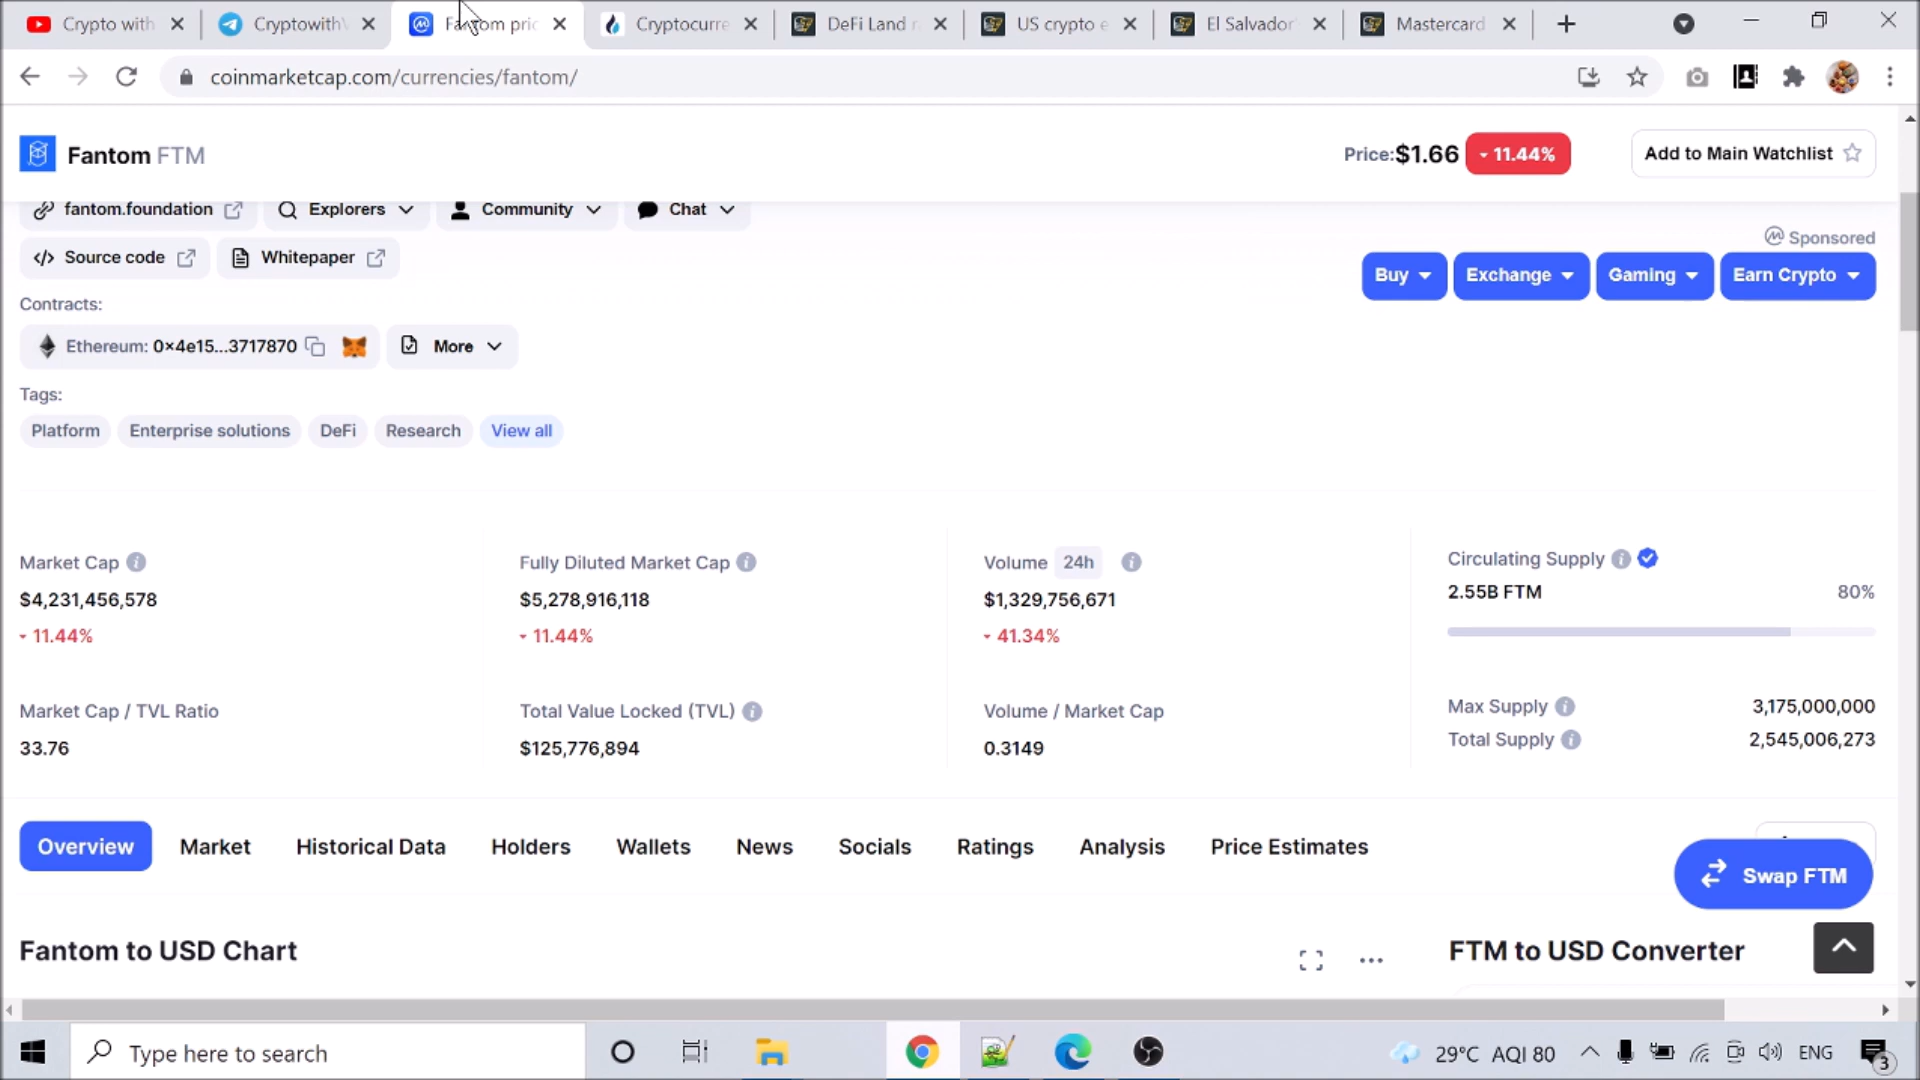 Crypto with
Cryptowith
Fantom pric
Cryptocurre
DeFi Land r
US crypto e
El Salvador'
Mastercard
coinmarketcap.com/currencies/fantom/
Fantom FTM
Price:$1.66 11.44%
Add to Main Watchlist
fantom.foundation
Explorers
Community
Chat
Source code
Whitepaper
Sponsored
Buy
Exchange
Gaming
Earn Crypto
Contracts:
Ethereum: 0×4e15...3717870
More
Tags:
Platform
Enterprise solutions
DeFi
Research
View all
Market Cap
$4,231,456,578
11.44%
Fully Diluted Market Cap
$5,278,916,118
11.44%
Volume 24h
$1,329,756,671
41.34%
Circulating Supply
2.55B FTM 80%
Market Cap / TVL Ratio
33.76
Total Value Locked (TVL)
$125,776,894
Volume / Market Cap
0.3149
Max Supply 3,175,000,000
Total Supply 2,545,006,273
Overview
Market
Historical Data
Holders
Wallets
News
Socials
Ratings
Analysis
Price Estimates
Swap FTM
Fantom to USD Chart
FTM to USD Converter
Type here to search
29°C AQI 80
ENG
3